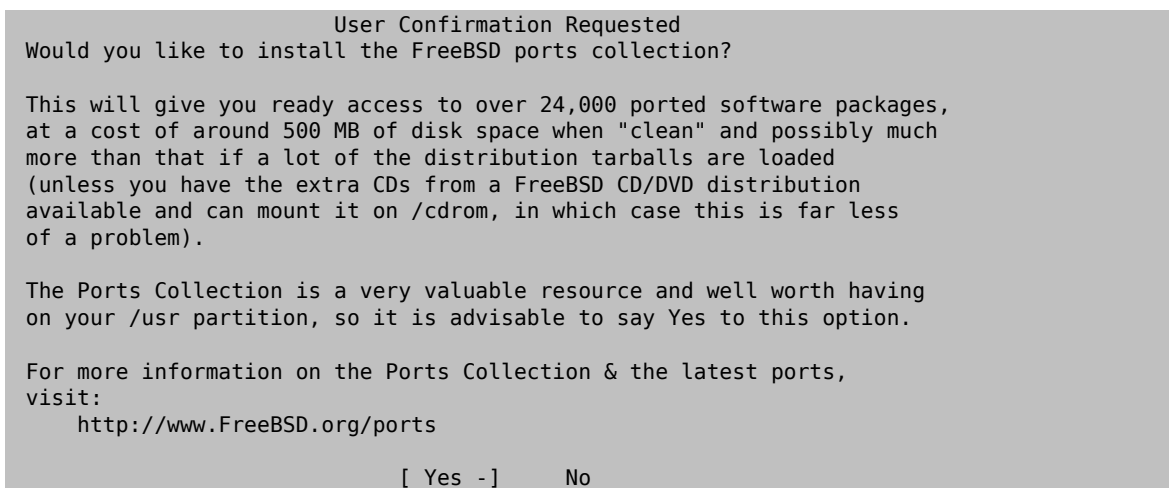 User Confirmation Requested
Would you like to install the FreeBSD ports collection?
This will give you ready access to over 24,000 ported software packages,
at a cost of around 500 MB of disk space when "clean" and possibly much
more than that if a lot of the distribution tarballs are loaded
(unless you have the extra CDs from a FreeBSD CD/DVD distribution
available and can mount it on /cdrom, in which case this is far less
of a problem).
The Ports Collection is a very valuable resource and well worth having
on your /usr partition, so it is advisable to say Yes to this option.
For more information on the Ports Collection & the latest ports,
visit:
http://www.FreeBSD.org/ports
[ Yes -] No